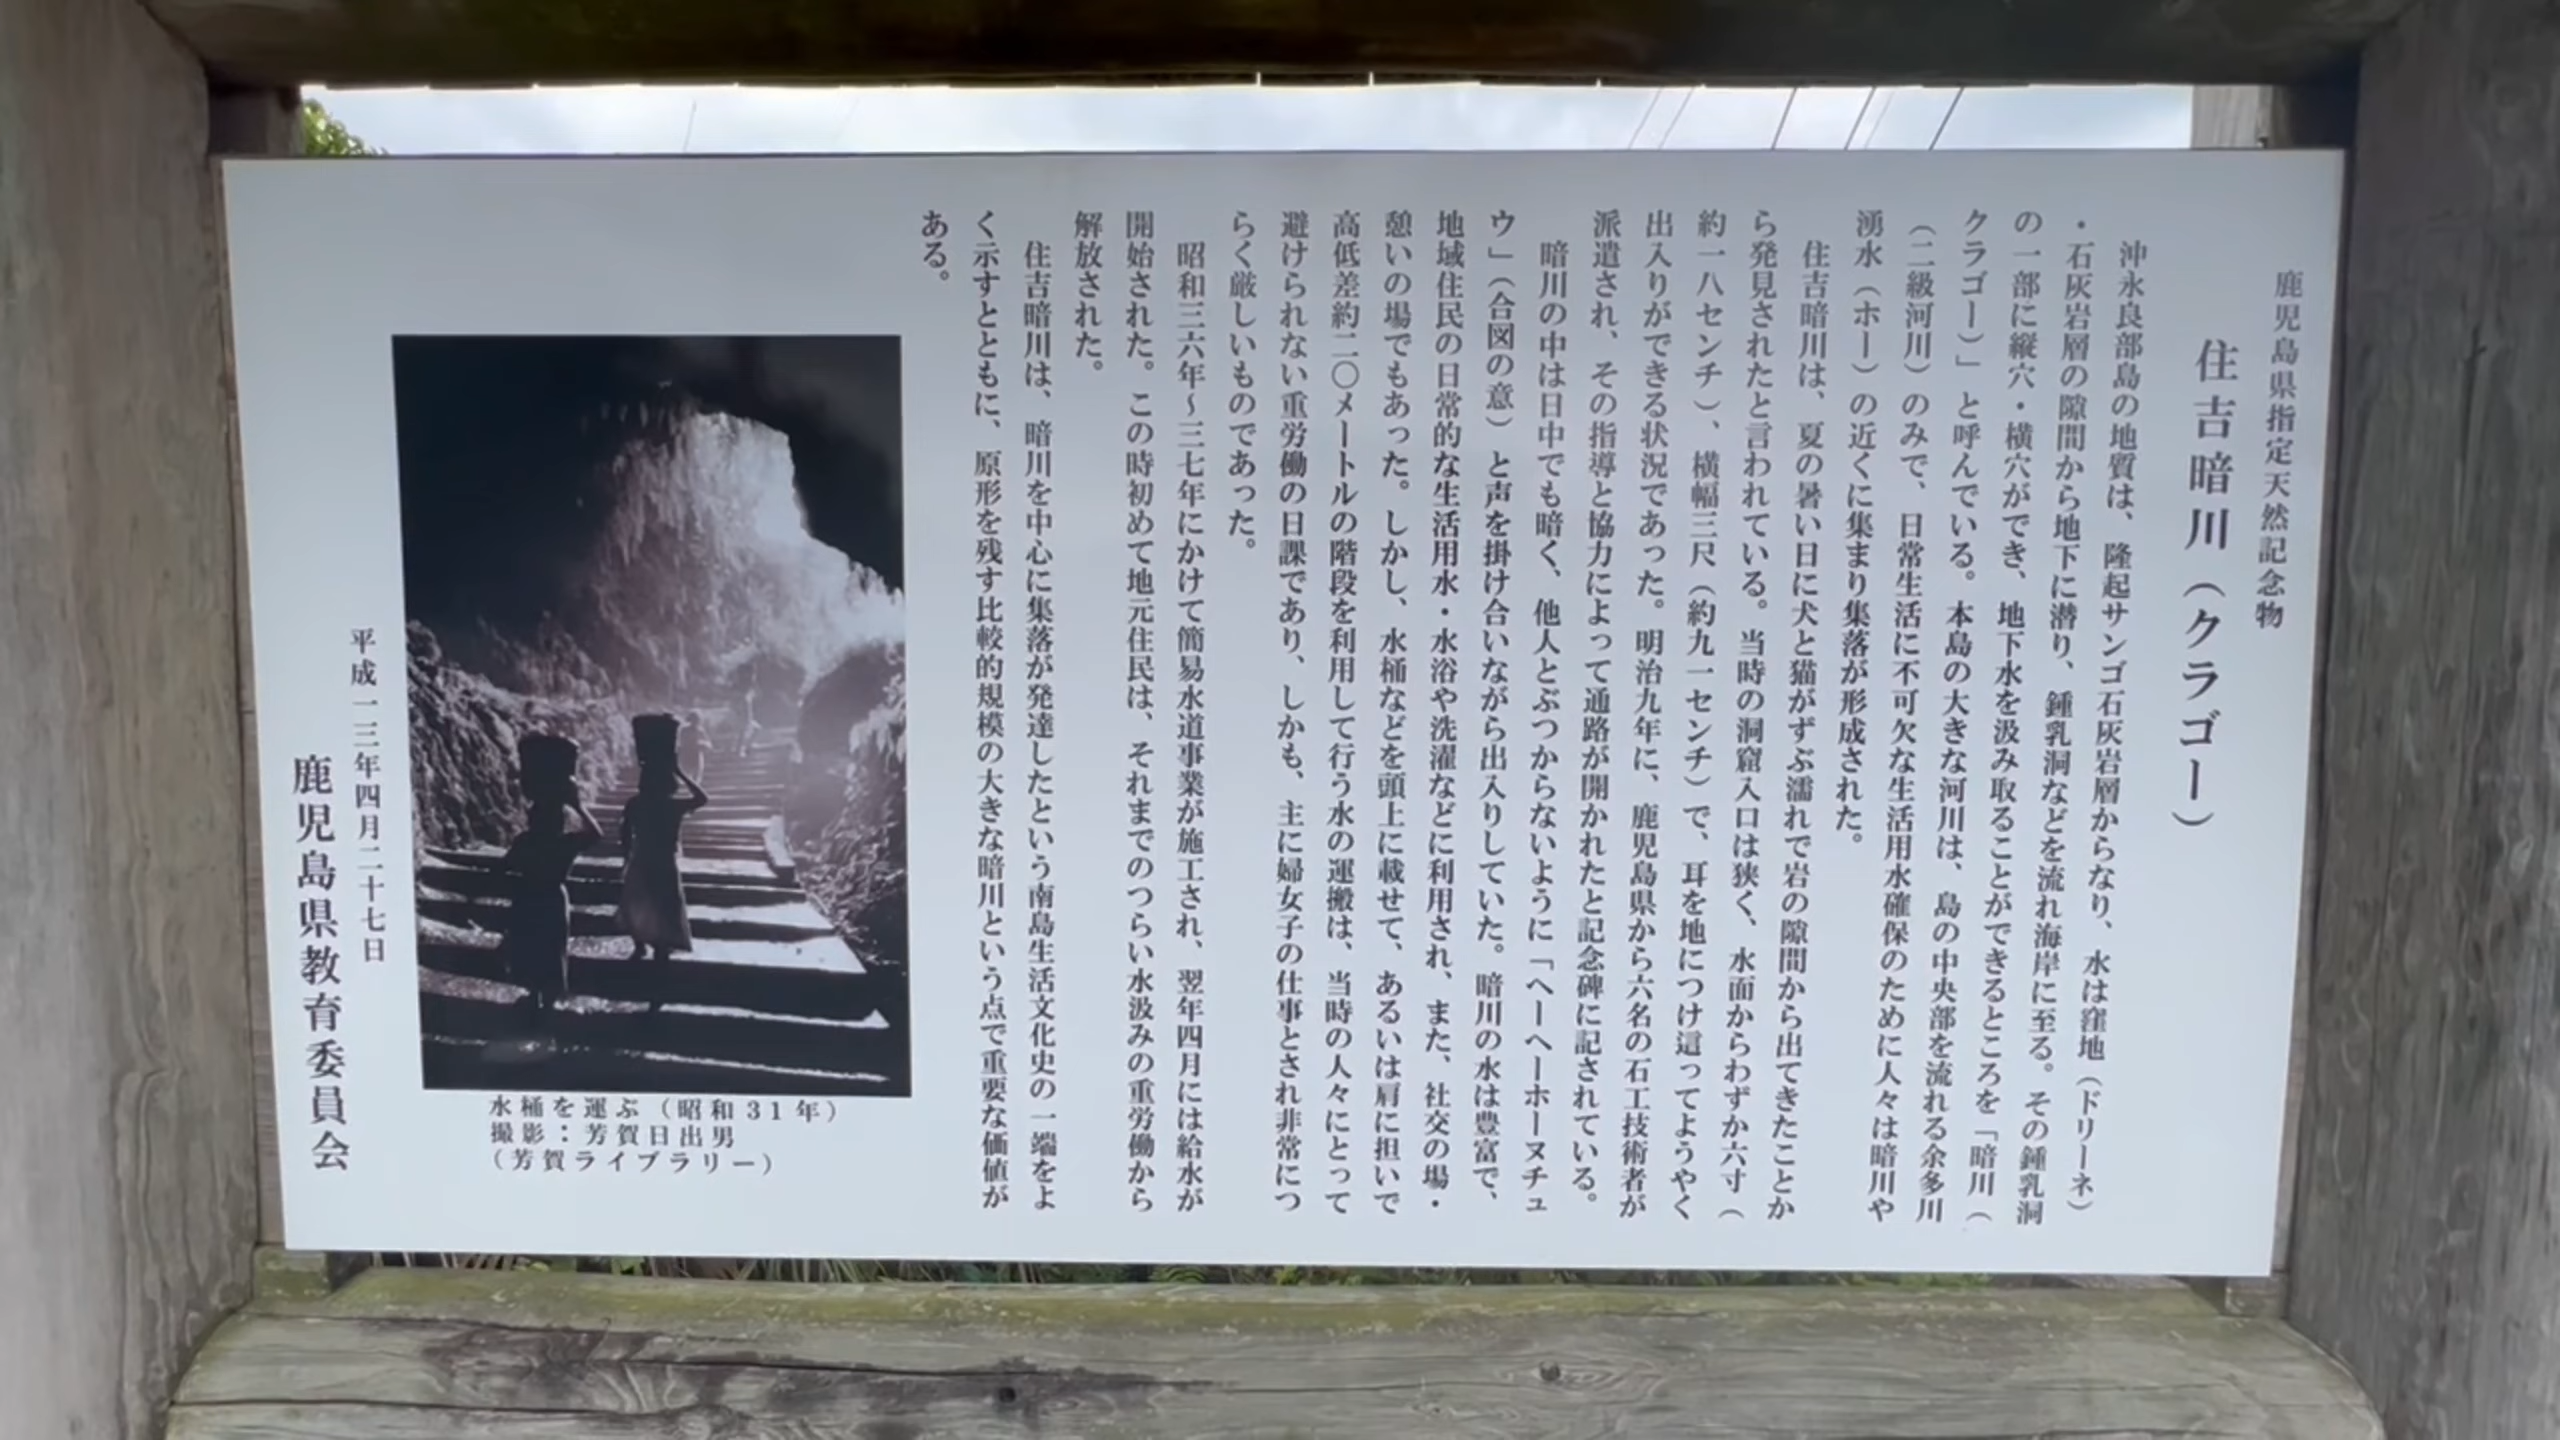 鹿児島県指定天然記念物
住吉暗川（クラゴー）
沖永良部島の地質は、隆起サンゴ石灰岩層からなり、水は窪地（ドリーネ）
・石灰岩層の隙間から地下に潜り、鍾乳洞などを流れ海岸に至る。その鍾乳洞
の一部に縦穴・横穴ができ、地下水を汲み取ることができるところを「暗川（
クラゴー）」と呼んでいる。本島の大きな河川は、島の中央部を流れる余多川
（二級河川）のみで、日常生活に不可欠な生活用水確保のために人々は暗川や
湧水（ホー）の近くに集まり集落が形成された。
住吉暗川は、夏の暑い日に犬と猫がずぶ濡れで岩の隙間から出てきたことか
ら発見されたと言われている。当時の洞窟入口は狭く、水面からわずか六寸（
約一八センチ）、横幅三尺（約九一センチ）で、耳を地につけ這ってようやく
出入りができる状況であった。明治九年に、鹿児島県から六名の石工技術者が
派遣され、その指導と協力によって通路が開かれたと記念碑に記されている。
暗川の中は日中でも暗く、他人とぶつからないように「ヘーヘーホーヌチュ
ウ」（合図の意）と声を掛け合いながら出入りしていた。暗川の水は豊富で、
地域住民の日常的な生活用水・水浴や洗濯などに利用され、また、社交の場・
憩いの場でもあった。しかし、水桶などを頭上に載せて、あるいは肩に担いで
高低差約二〇メートルの階段を利用して行う水の運搬は、当時の人々にとって
避けられない重労働の日課であり、しかも、主に婦女子の仕事とされ非常につ
らく厳しいものであった。
昭和三六年～三七年にかけて簡易水道事業が施工され、翌年四月には給水が
開始された。この時初めて地元住民は、それまでのつらい水汲みの重労働から
解放された。
住吉暗川は、暗川を中心に集落が発達したという南島生活文化史の一端をよ
く示すとともに、原形を残す比較的規模の大きな暗川という点で重要な価値が
ある。
水桶を運ぶ（昭和31年）
撮影：芳賀日出男
（芳賀ライブラリー）
平成一三年四月二十七日
鹿児島県教育委員会